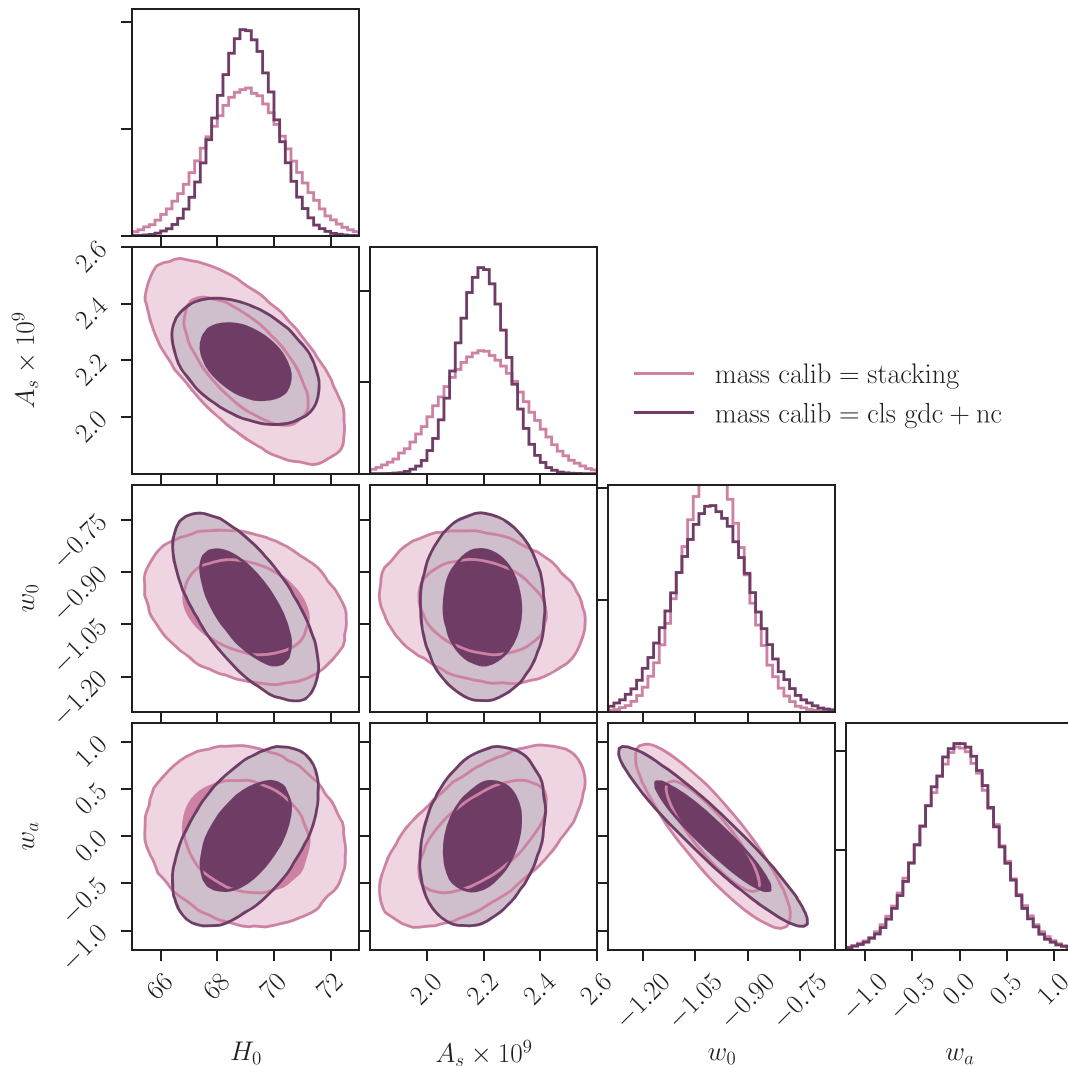 2.6
2.4
2.2
2.0
A_s × 10^9
mass calib = stacking
mass calib = cls gdc + nc
−0.75
−0.90
−1.05
−1.20
w_0
1.0
0.5
0.0
−0.5
−1.0
w_a
66 68 70 72 2.0 2.2 2.4 2.6 −1.20 −1.05 −0.90 −0.75 −1.0 −0.5 0.0 0.5 1.0
H_0 A_s × 10^9 w_0 w_a